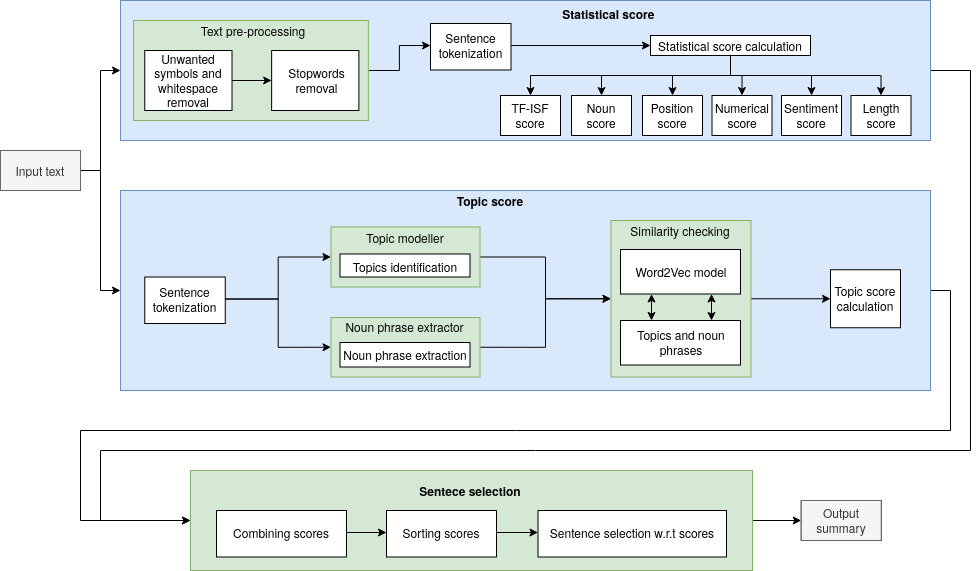 Statistical score
Text pre-processing
Unwanted
symbols and
whitespace
removal
Stopwords
removal
Sentence
tokenization
Statistical score calculation
TF-ISF
score
Noun
score
Position
score
Numerical
score
Sentiment
score
Length
score
Input text
Topic score
Sentence
tokenization
Topic modeller
Topics identification
Noun phrase extractor
Noun phrase extraction
Similarity checking
Word2Vec model
Topics and noun
phrases
Topic score
calculation
Sentece selection
Combining scores
Sorting scores
Sentence selection w.r.t scores
Output
summary